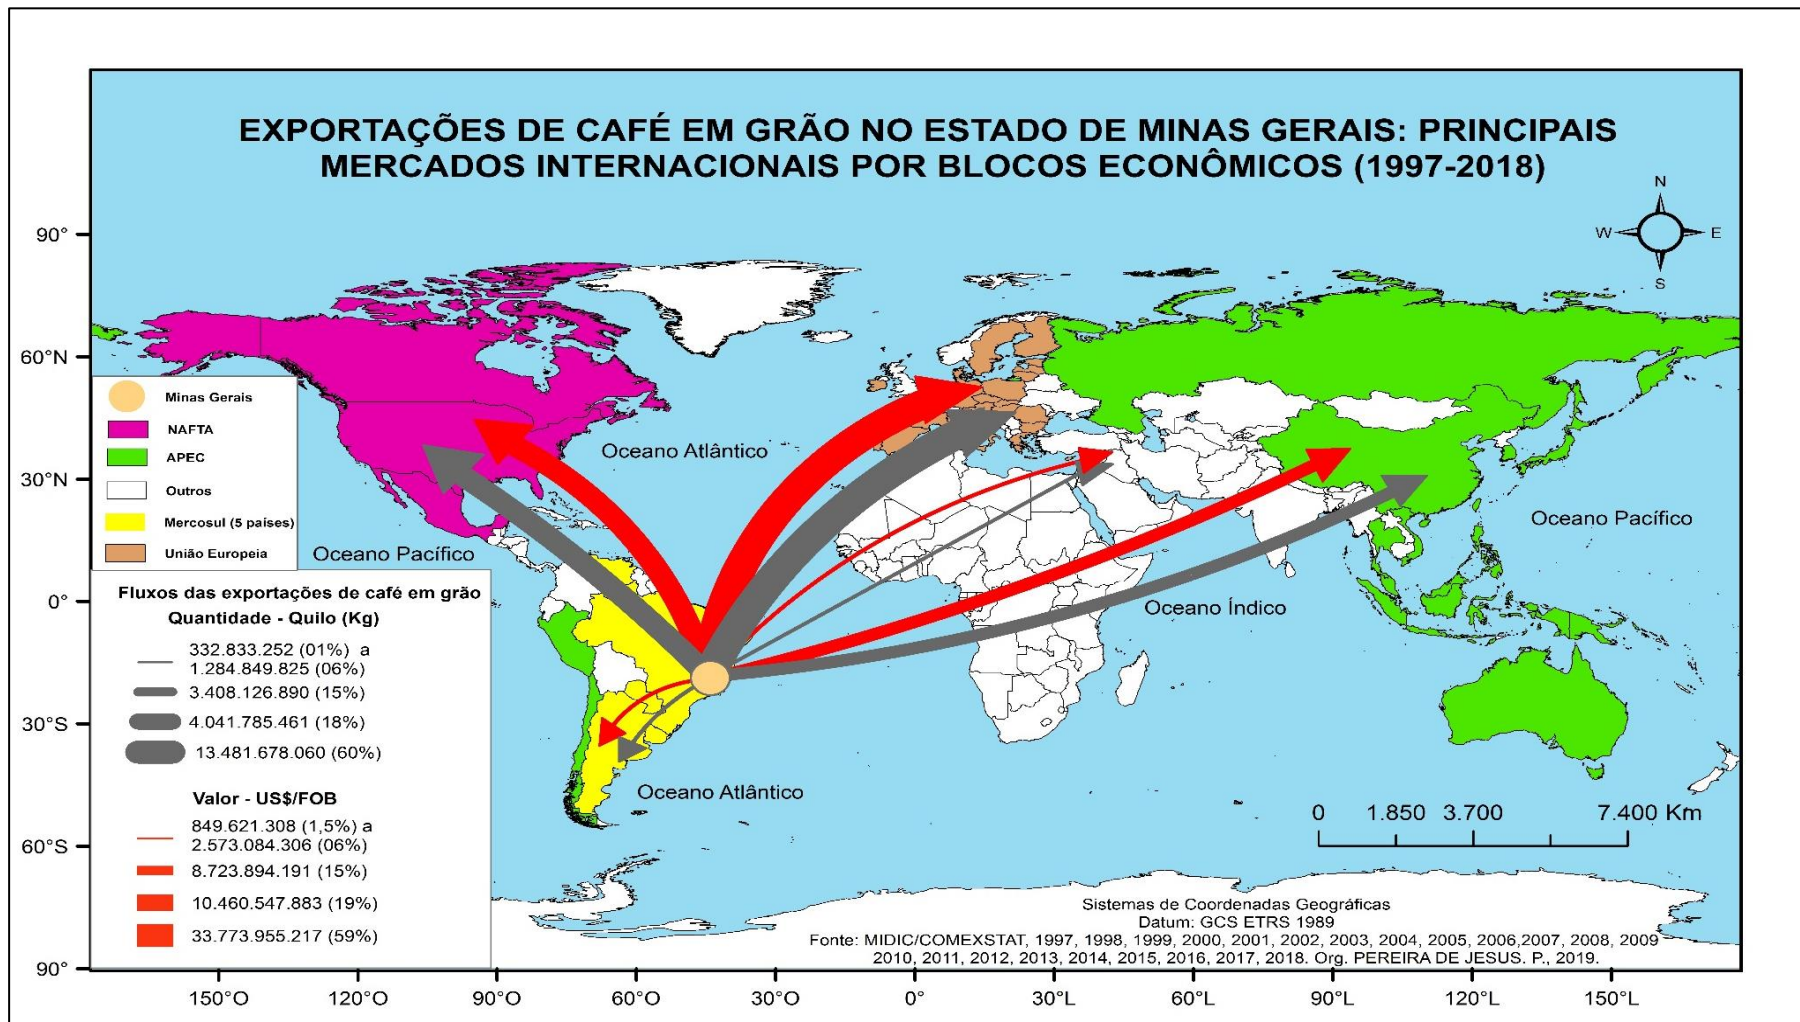 EXPORTAÇÕES DE CAFÉ EM GRÃO NO ESTADO DE MINAS GERAIS: PRINCIPAIS
MERCADOS INTERNACIONAIS POR BLOCOS ECONÔMICOS (1997-2018)
N
W
E
S
90°
60°N
30°N
0°
30°S
60°S
90°
Minas Gerais
NAFTA
APEC
Outros
Mercosul (5 países)
União Europeia
Oceano Atlântico
Oceano Pacífico
Oceano Pacífico
Oceano Índico
Oceano Atlântico
Fluxos das exportações de café em grão
Quantidade - Quilo (Kg)
332.833.252 (01%) a
1.284.849.825 (06%)
3.408.126.890 (15%)
4.041.785.461 (18%)
13.481.678.060 (60%)
Valor - US$/FOB
849.621.308 (1,5%) a
2.573.084.306 (06%)
8.723.894.191 (15%)
10.460.547.883 (19%)
33.773.955.217 (59%)
0 1.850 3.700 7.400 Km
Sistemas de Coordenadas Geográficas
Datum: GCS ETRS 1989
Fonte: MIDIC/COMEXSTAT, 1997, 1998, 1999, 2000, 2001, 2002, 2003, 2004, 2005, 2006,2007, 2008, 2009
2010, 2011, 2012, 2013, 2014, 2015, 2016, 2017, 2018. Org. PEREIRA DE JESUS. P., 2019.
150°O 120°O 90°O 60°O 30°O 0° 30°L 60°L 90°L 120°L 150°L